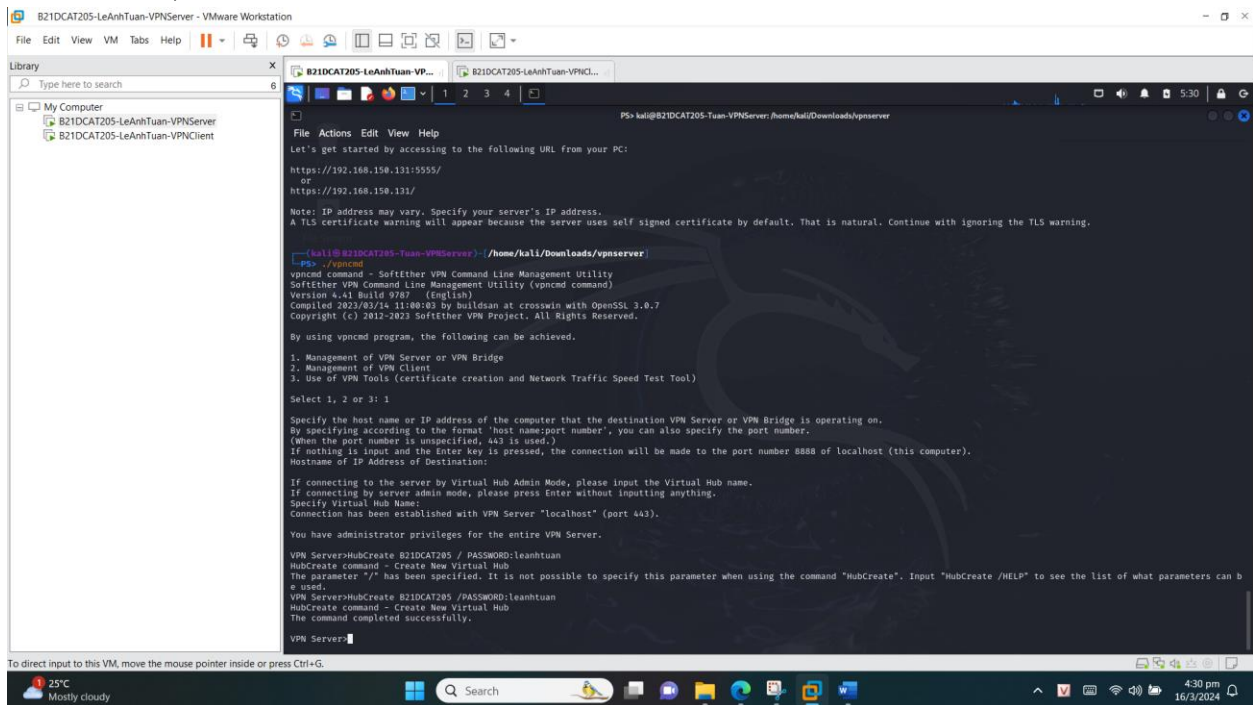 B21DCAT205-LeAnhTuan-VPNServer - VMware Workstation
File Edit View VM Tabs Help
Library X
Type here to search
My Computer
B21DCAT205-LeAnhTuan-VPNServer
B21DCAT205-LeAnhTuan-VPNClient
B21DCAT205-LeAnhTuan-VP... B21DCAT205-LeAnhTuan-VPNCl...
1 2 3 4 5:30
PS> kali@B21DCAT205-Tuan-VPNServer: /home/kali/Downloads/vpnserver
File Actions Edit View Help
Let's get started by accessing to the following URL from your PC:
https://192.168.150.131:5555/
or
https://192.168.150.131/
Note: IP address may vary. Specify your server's IP address.
A TLS certificate warning will appear because the server uses self signed certificate by default. That is natural. Continue with ignoring the TLS warning.
(kali㉿B21DCAT205-Tuan-VPNServer)-[/home/kali/Downloads/vpnserver]
PS> ./vpncmd
vpncmd command - SoftEther VPN Command Line Management Utility
SoftEther VPN Command Line Management Utility (vpncmd command)
Version 4.41 Build 9787 (English)
Compiled 2023/03/14 11:00:03 by buildsan at crosswin with OpenSSL 3.0.7
Copyright (c) 2012-2023 SoftEther VPN Project. All Rights Reserved.
By using vpncmd program, the following can be achieved.
1. Management of VPN Server or VPN Bridge
2. Management of VPN Client
3. Use of VPN Tools (certificate creation and Network Traffic Speed Test Tool)
Select 1, 2 or 3: 1
Specify the host name or IP address of the computer that the destination VPN Server or VPN Bridge is operating on.
By specifying according to the format 'host name:port number', you can also specify the port number.
(When the port number is unspecified, 443 is used.)
If nothing is input and the Enter key is pressed, the connection will be made to the port number 8888 of localhost (this computer).
Hostname of IP Address of Destination:
If connecting to the server by Virtual Hub Admin Mode, please input the Virtual Hub name.
If connecting by server admin mode, please press Enter without inputting anything.
Specify Virtual Hub Name:
Connection has been established with VPN Server "localhost" (port 443).
You have administrator privileges for the entire VPN Server.
VPN Server>HubCreate B21DCAT205 / PASSWORD:leanhtuan
HubCreate command - Create New Virtual Hub
The parameter "/" has been specified. It is not possible to specify this parameter when using the command "HubCreate". Input "HubCreate /HELP" to see the list of what parameters can b
e used.
VPN Server>HubCreate B21DCAT205 /PASSWORD:leanhtuan
HubCreate command - Create New Virtual Hub
The command completed successfully.
VPN Server>
To direct input to this VM, move the mouse pointer inside or press Ctrl+G.
1
25°C
Mostly cloudy
Search
V
4:30 pm
16/3/2024